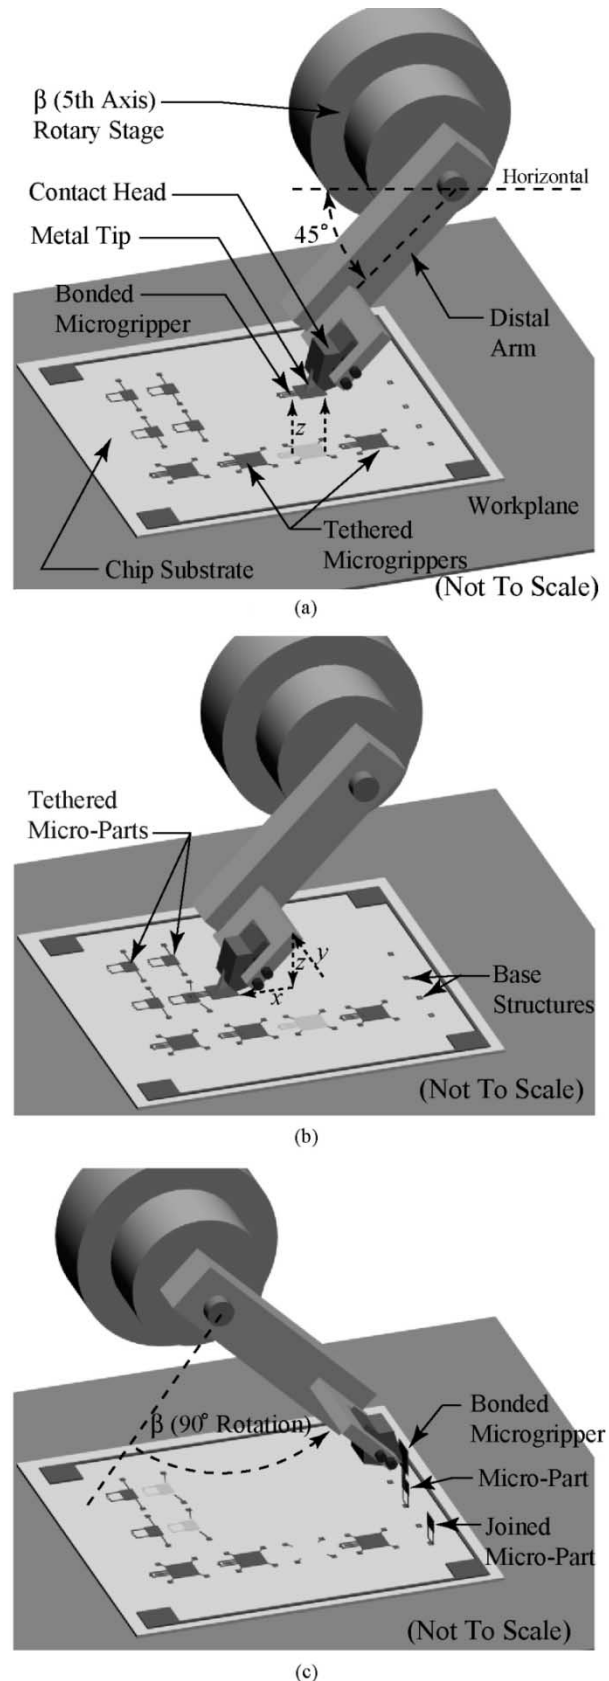 β (5th Axis)
Rotary Stage
Horizontal
Contact Head
45°
Metal Tip
Bonded
Microgripper
Distal
Arm
z
Workplane
Tethered
Microgrippers
Chip Substrate
(Not To Scale)
(a)
Tethered
Micro-Parts
z
y
x
Base
Structures
(Not To Scale)
(b)
β (90° Rotation)
Bonded
Microgripper
Micro-Part
Joined
Micro-Part
(Not To Scale)
(c)